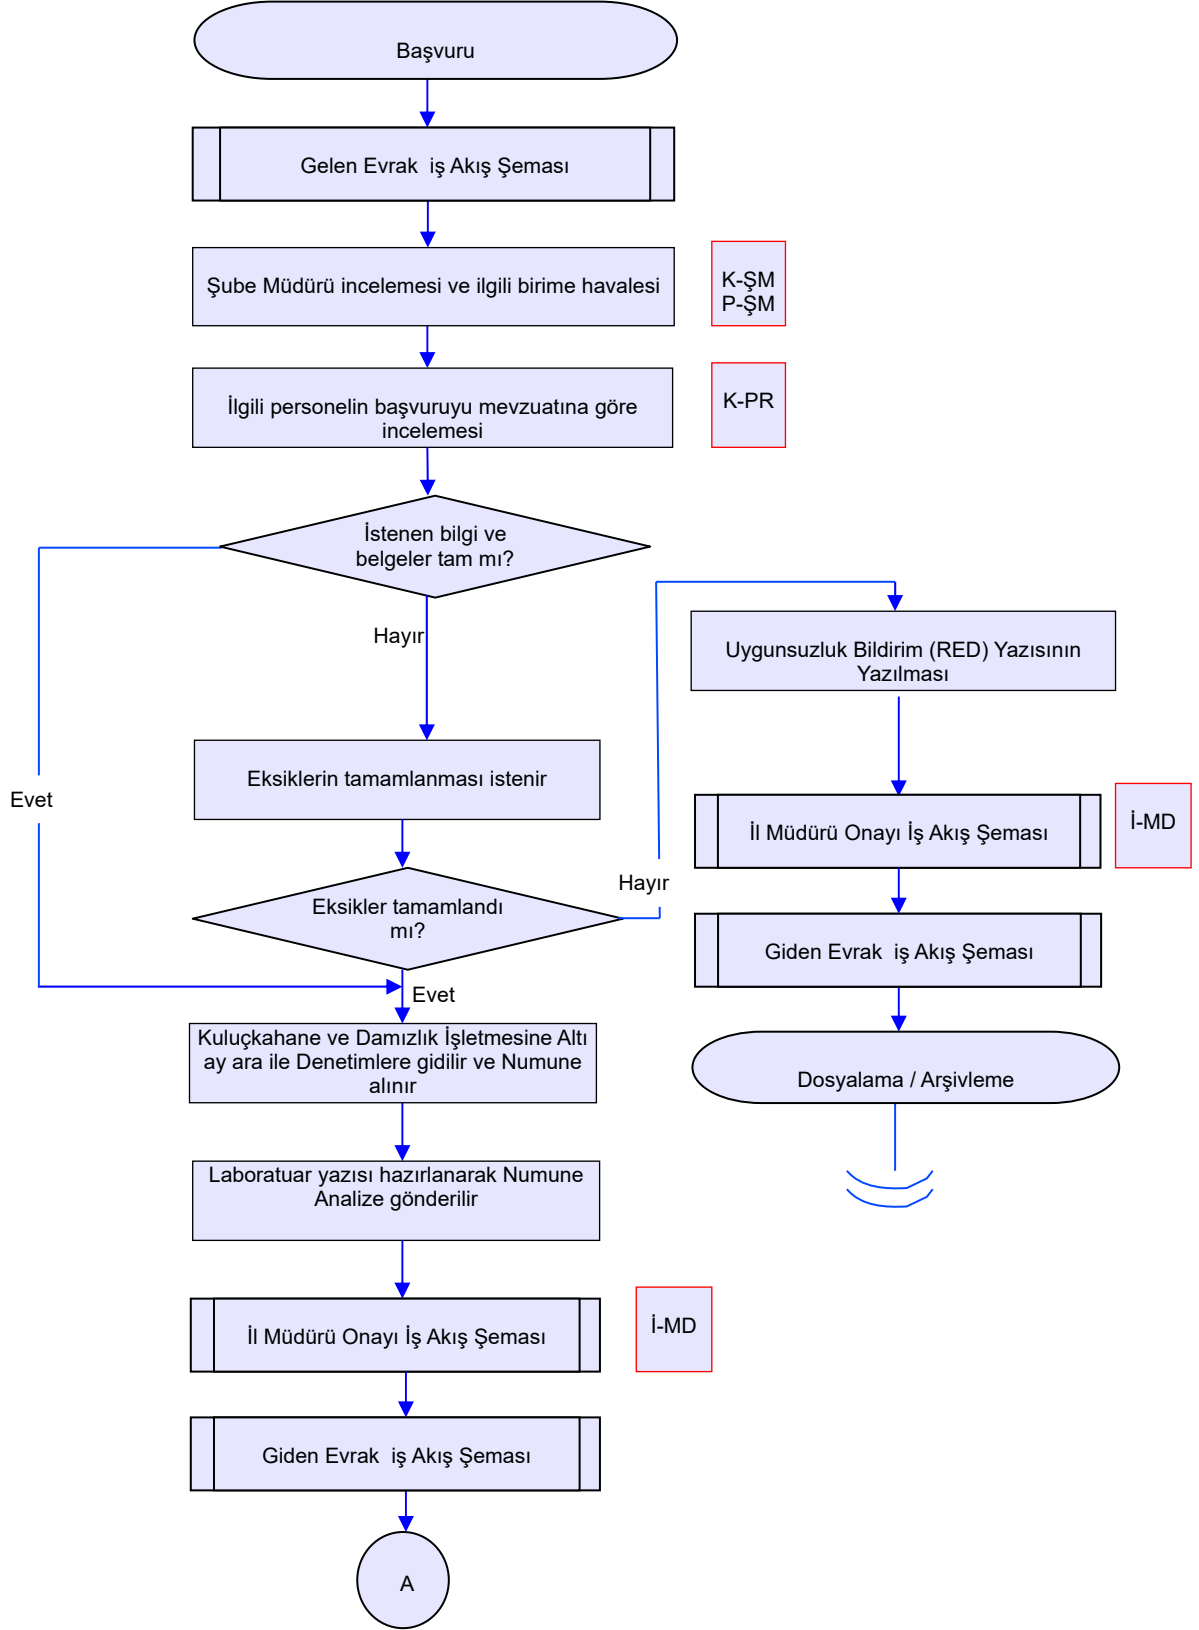 Başvuru
Gelen Evrak  iş Akış Şeması
Şube Müdürü incelemesi ve ilgili birime havalesi
K-ŞM
P-ŞM
İlgili personelin başvuruyu mevzuatına göre
incelemesi
K-PR
İstenen bilgi ve
belgeler tam mı?
Hayır
Uygunsuzluk Bildirim (RED) Yazısının
Yazılması
Eksiklerin tamamlanması istenir
Evet
İl Müdürü Onayı İş Akış Şeması
İ-MD
Hayır
Eksikler tamamlandı
mı?
Giden Evrak  iş Akış Şeması
Evet
Kuluçkahane ve Damızlık İşletmesine Altı
ay ara ile Denetimlere gidilir ve Numune
alınır
Dosyalama / Arşivleme
Laboratuar yazısı hazırlanarak Numune
Analize gönderilir
İl Müdürü Onayı İş Akış Şeması
İ-MD
Giden Evrak  iş Akış Şeması
A